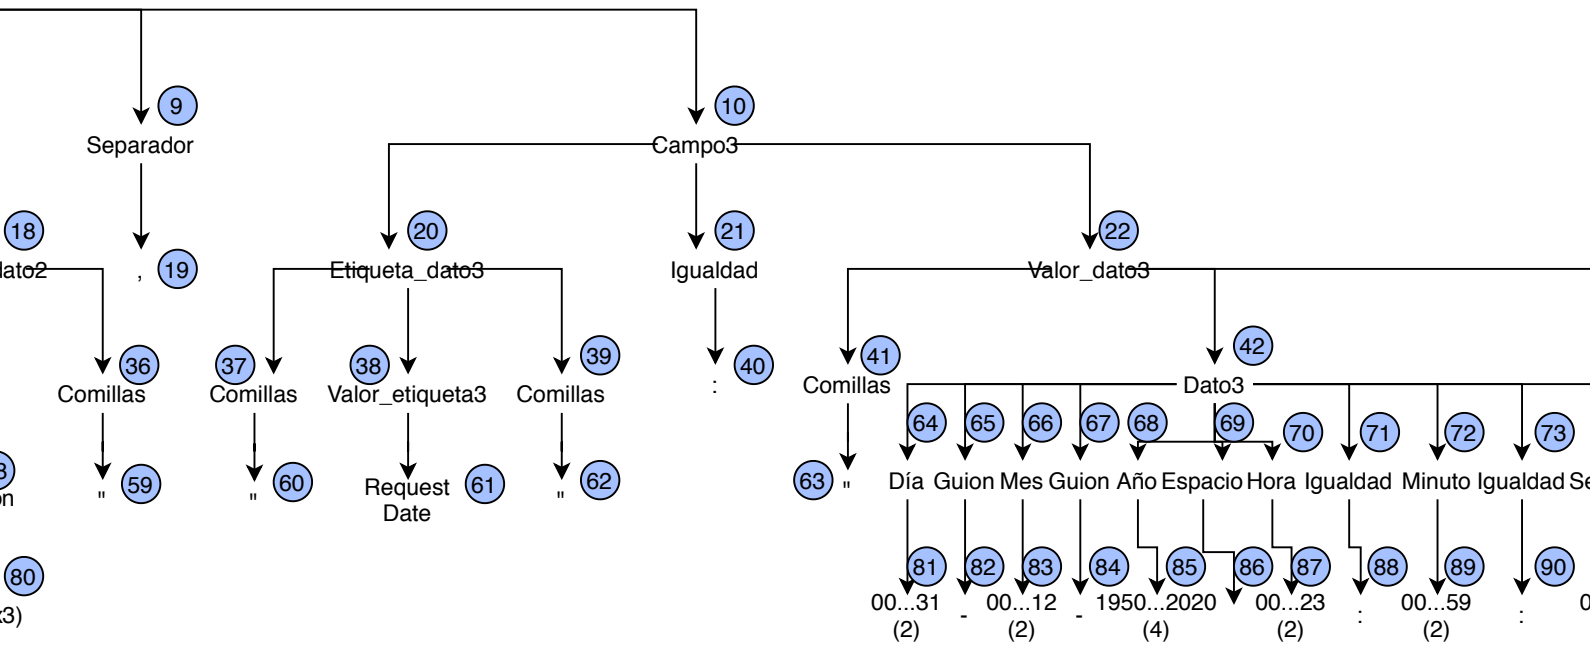 9
10
Separador
Campo3
18
20
21
22
dato2
,
19
Etiqueta_dato3
Igualdad
Valor_dato3
36
37
38
39
40
41
42
Comillas
Comillas
Valor_etiqueta3
Comillas
:
Comillas
Dato3
64
65
66
67
68
69
70
71
72
73
"
59
"
60
Request
Date
61
"
62
63
"
Día
Guion
Mes
Guion
Año
Espacio
Hora
Igualdad
Minuto
Igualdad
80
81
82
83
84
85
86
87
88
89
90
x3)
00...31
(2)
-
00...12
(2)
-
1950...2020
(4)
00...23
(2)
:
00...59
(2)
: